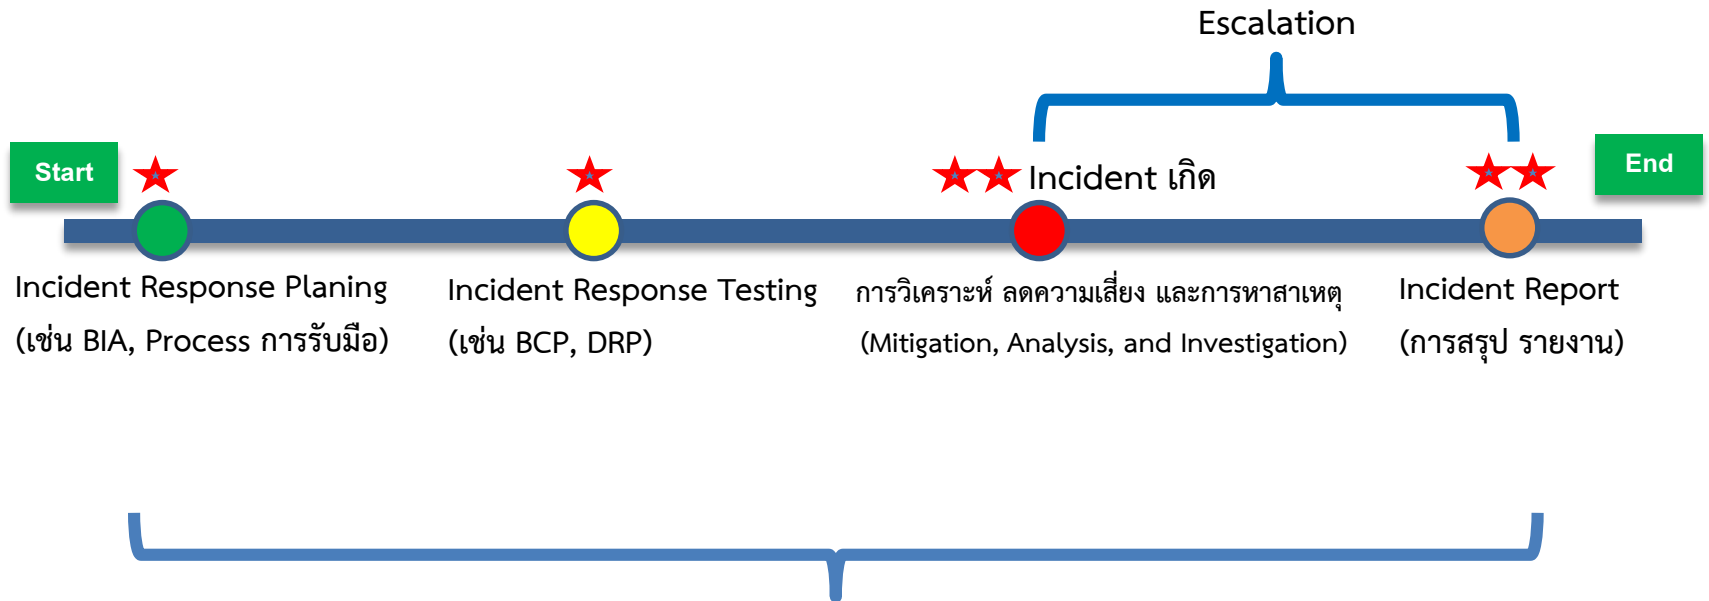 Escalation
Start
Incident เกิด
End
Incident Response Planing
(เช่น BIA, Process การรับมือ)
Incident Response Testing
(เช่น BCP, DRP)
การวิเคราะห์ ลดความเสี่ยง และการหาสาเหตุ
(Mitigation, Analysis, and Investigation)
Incident Report
(การสรุป รายงาน)